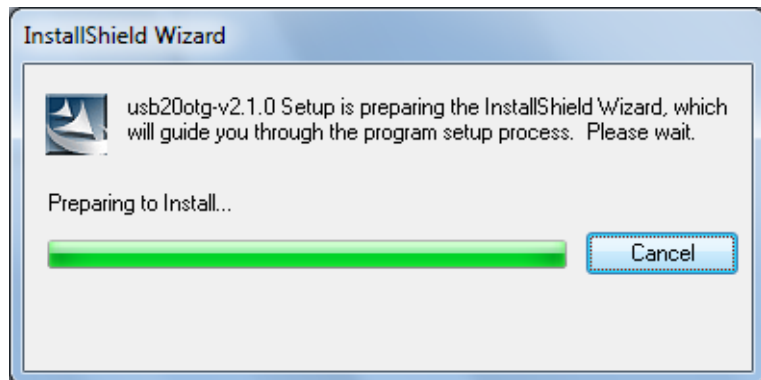 InstallShield Wizard
usb20otg-v2.1.0 Setup is preparing the InstallShield Wizard, which
will guide you through the program setup process.  Please wait.
Preparing to Install...
Cancel